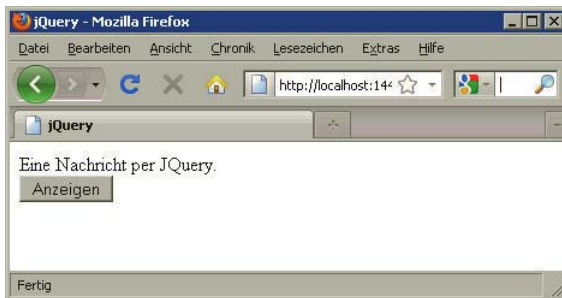 jQuery - Mozilla Firefox
Datei Bearbeiten Ansicht Chronik Lesezeichen Extras Hilfe
http://localhost:144
jQuery
Eine Nachricht per JQuery.
Anzeigen
Fertig